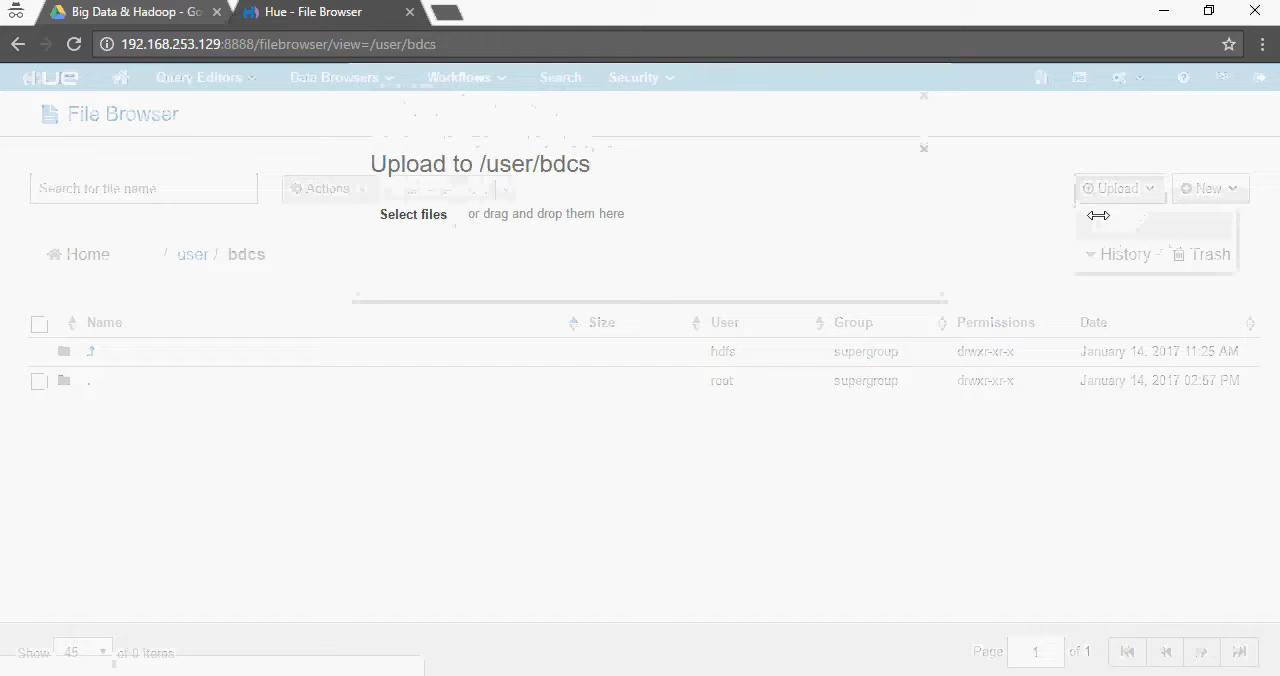 Big Data & Hadoop - Go
Hue - File Browser
192.168.253.129:8888/filebrowser/view=/user/bdcs
HUE Query Editors Data Browsers Workflows Search Security
File Browser
Upload to /user/bdcs
Search for file name Actions Upload New
Select files or drag and drop them here
Home / user / bdcs History Trash
Name Size User Group Permissions Date
hdfs supergroup drwxr-xr-x January 14, 2017 11:25 AM
. root supergroup drwxr-xr-x January 14, 2017 02:57 PM
Show 45 of 0 items Page 1 of 1